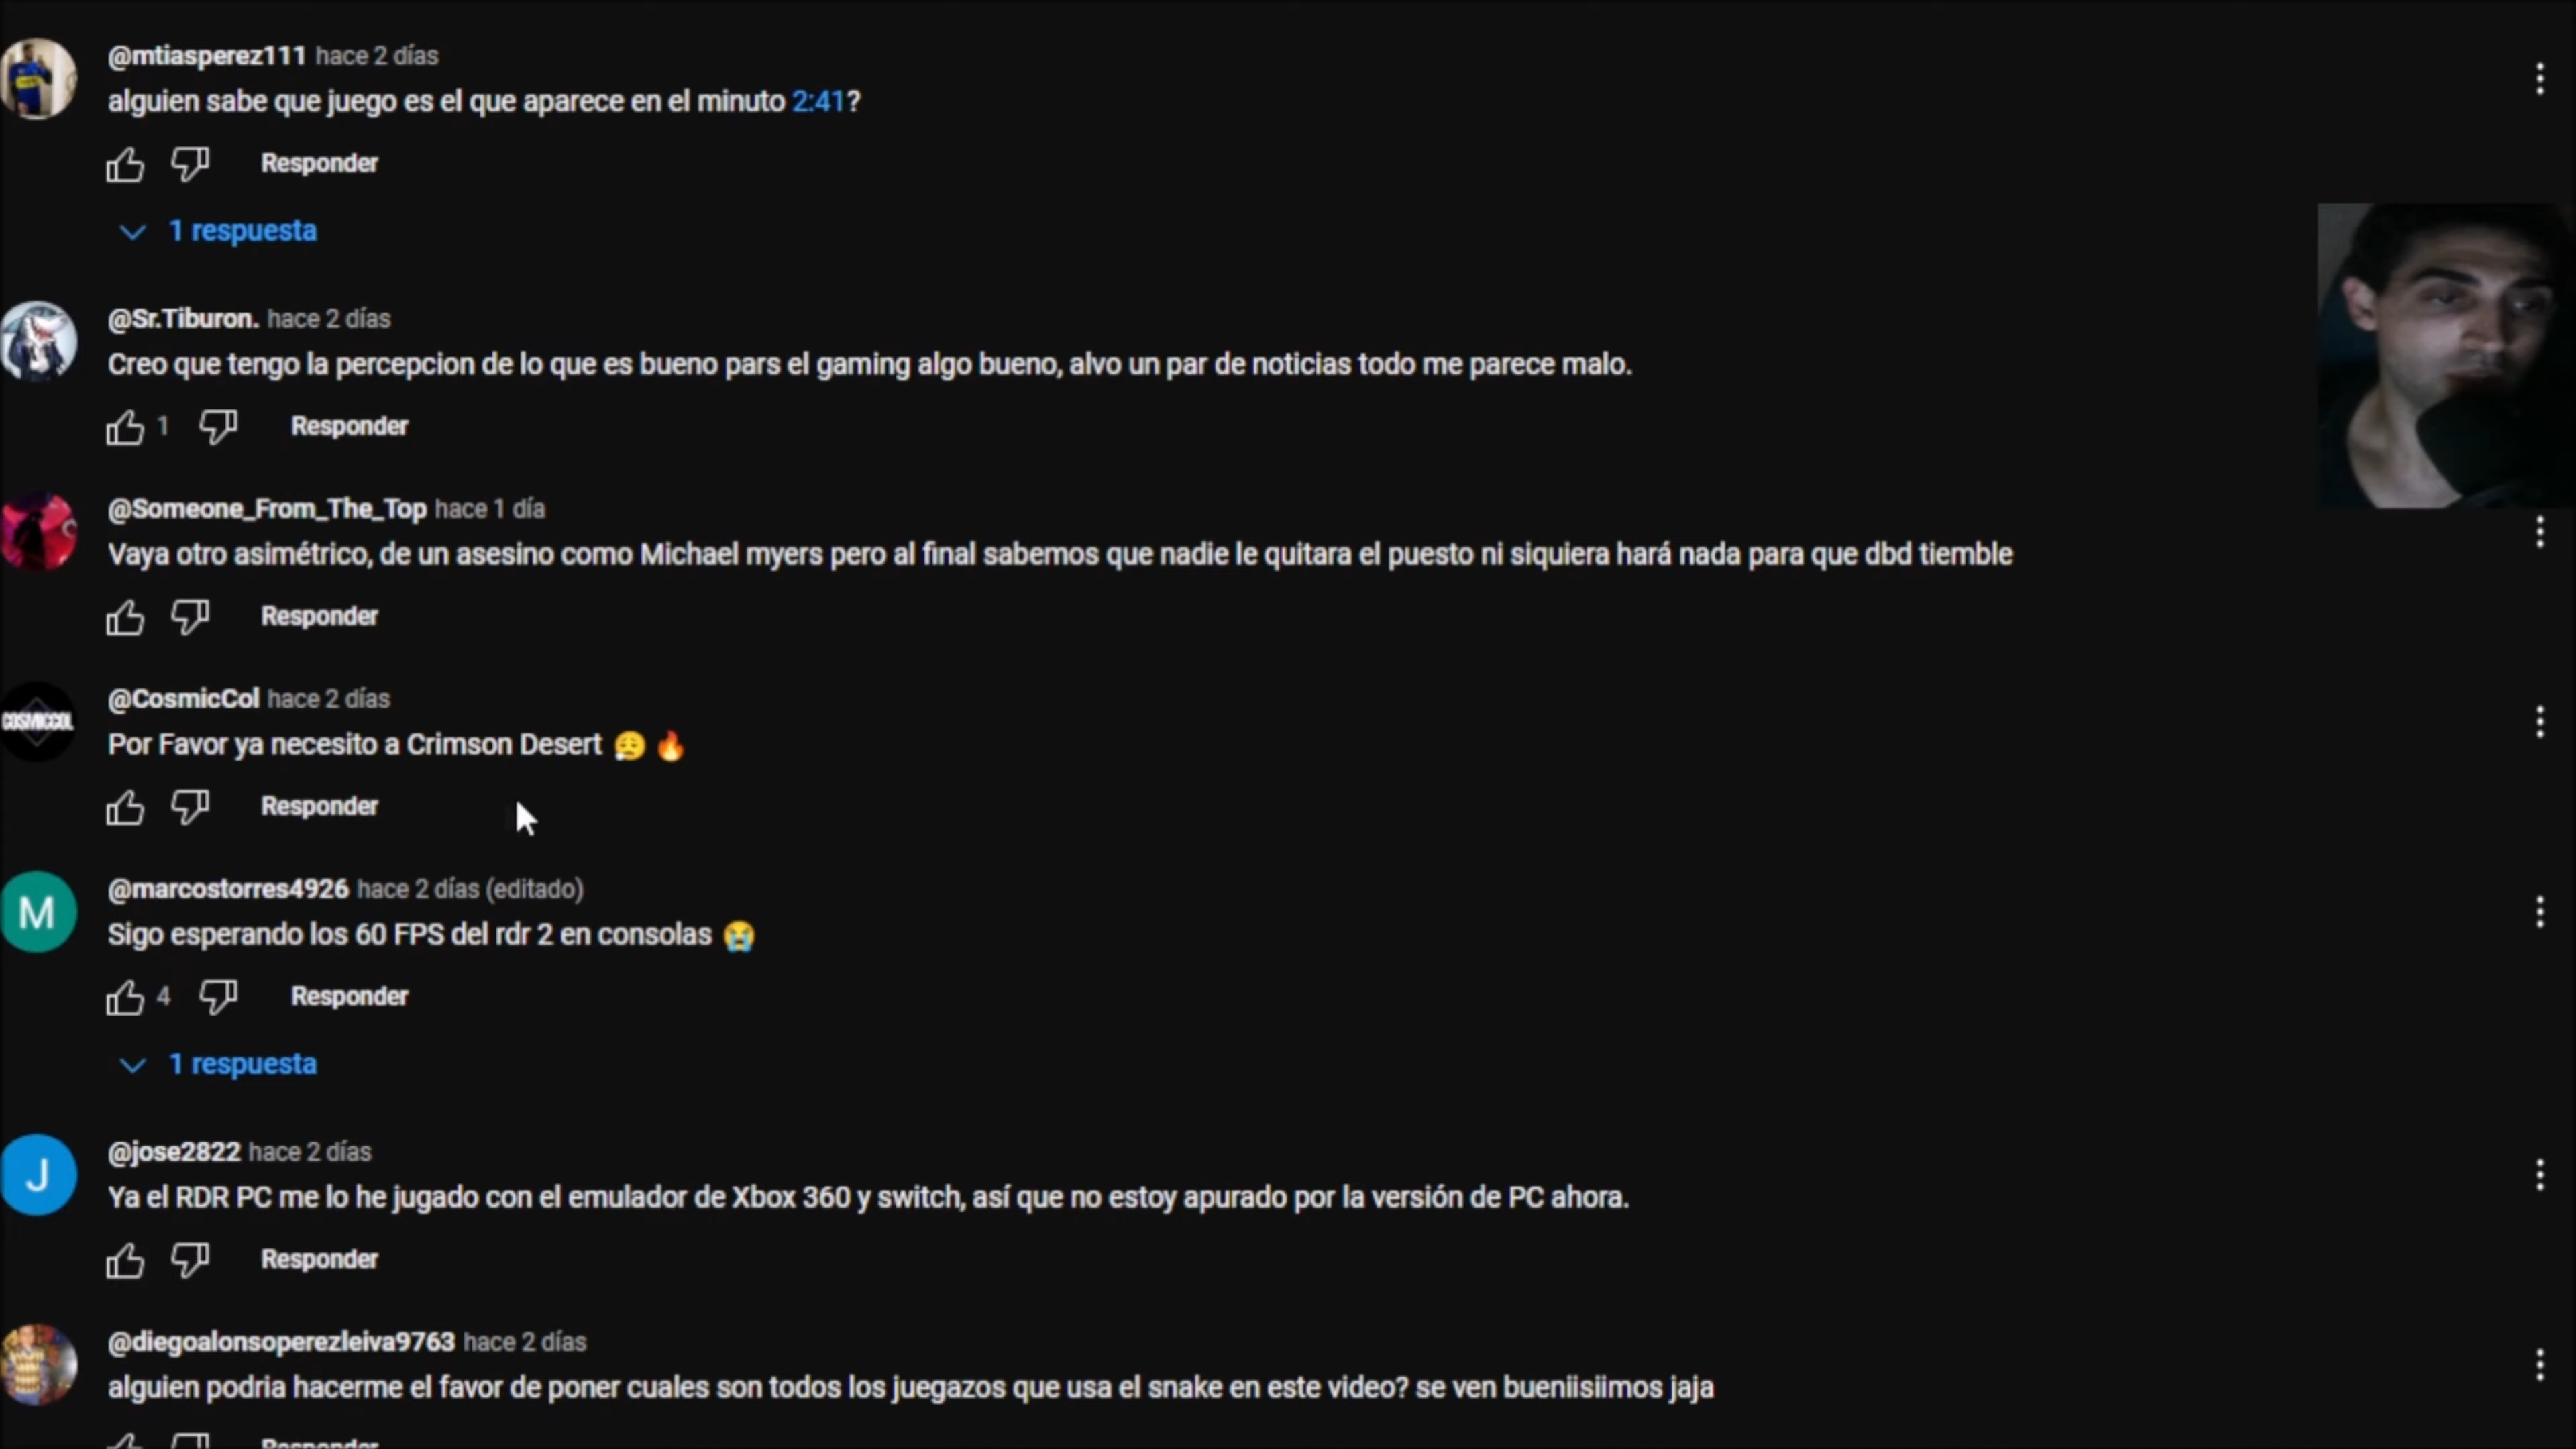 @mtiasperez111 hace 2 días
alguien sabe que juego es el que aparece en el minuto 2:41?
Responder
1 respuesta
@Sr.Tiburon. hace 2 días
Creo que tengo la percepcion de lo que es bueno pars el gaming algo bueno, alvo un par de noticias todo me parece malo.
1 Responder
@Someone_From_The_Top hace 1 día
Vaya otro asimétrico, de un asesino como Michael myers pero al final sabemos que nadie le quitara el puesto ni siquiera hará nada para que dbd tiemble
Responder
@CosmicCol hace 2 días
COSMICCOL
Por Favor ya necesito a Crimson Desert 😮‍💨 🔥
Responder
@marcostorres4926 hace 2 días (editado)
M
Sigo esperando los 60 FPS del rdr 2 en consolas 😭
4 Responder
1 respuesta
@jose2822 hace 2 días
J
Ya el RDR PC me lo he jugado con el emulador de Xbox 360 y switch, así que no estoy apurado por la versión de PC ahora.
Responder
@diegoalonsoperezleiva9763 hace 2 días
alguien podria hacerme el favor de poner cuales son todos los juegazos que usa el snake en este video? se ven bueniisiimos jaja
Responder